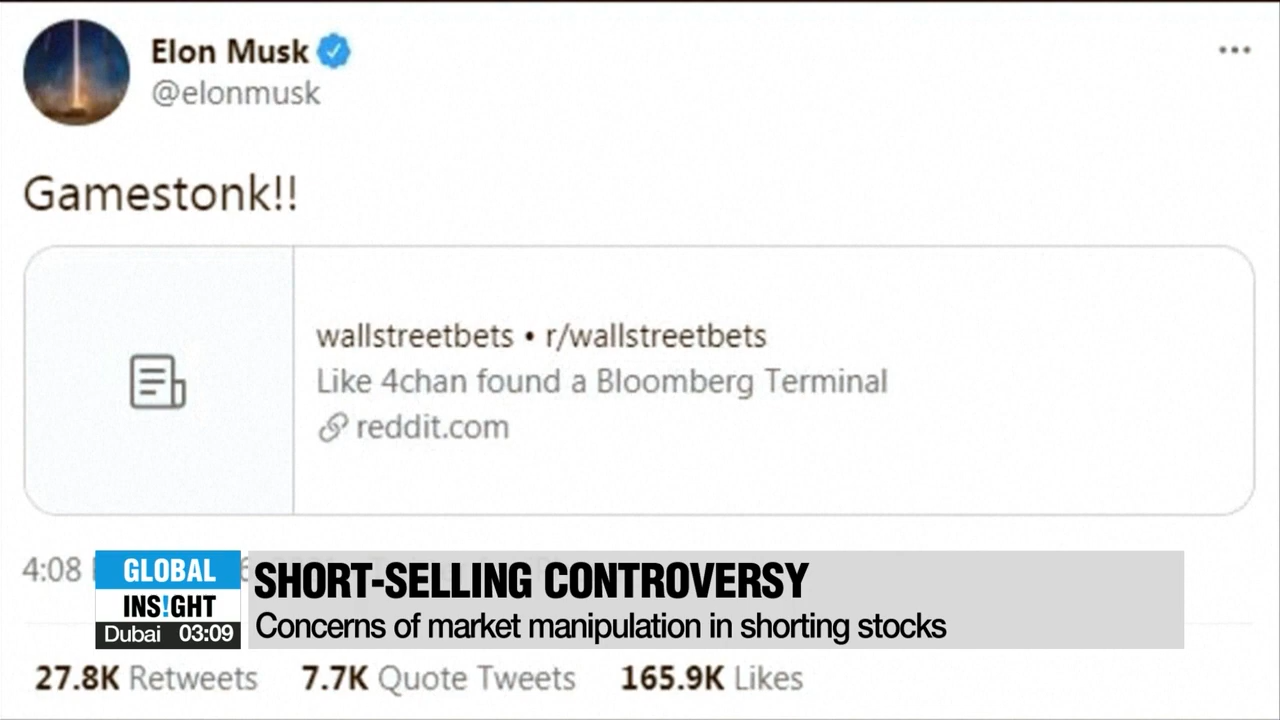 Elon Musk
@elonmusk
Gamestonk!!
wallstreetbets • r/wallstreetbets
Like 4chan found a Bloomberg Terminal
reddit.com
4:08
GLOBAL
INS!GHT
Dubai 03:09
SHORT-SELLING CONTROVERSY
Concerns of market manipulation in shorting stocks
27.8K Retweets 7.7K Quote Tweets 165.9K Likes